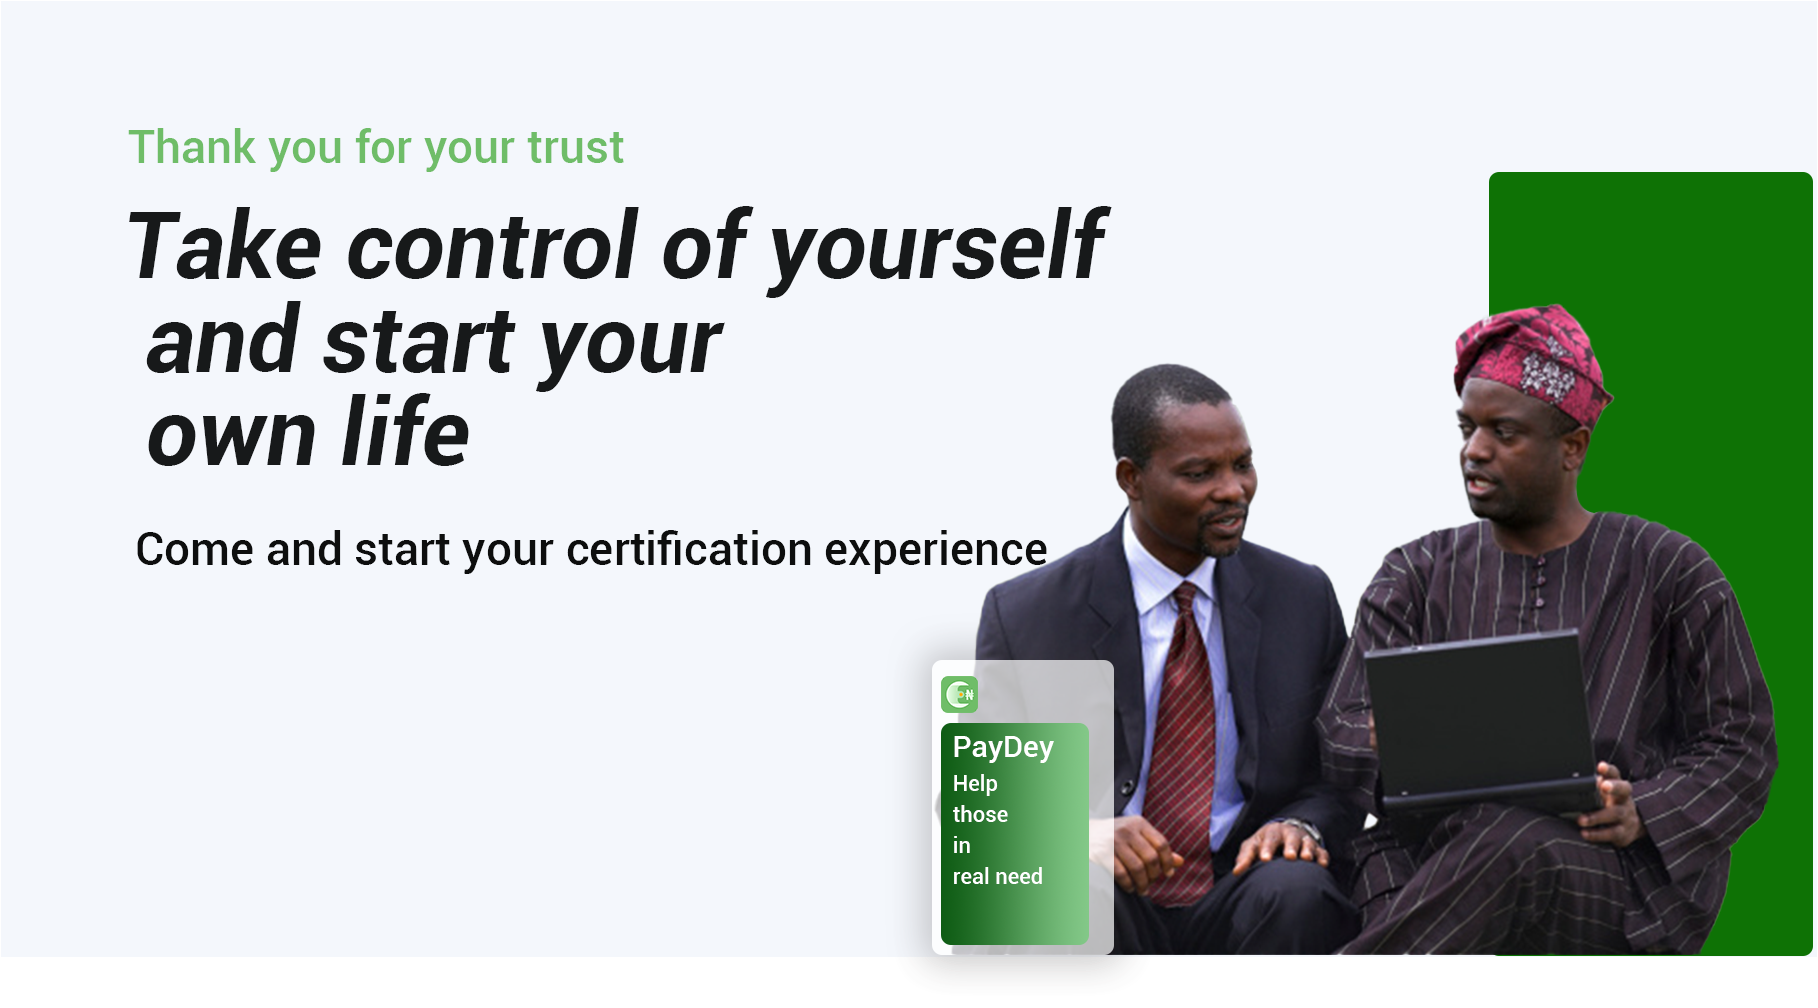 Thank you for your trust
Take control of yourself
and start your
own life
Come and start your certification experience
₦
PayDey
Help
those
in
real need